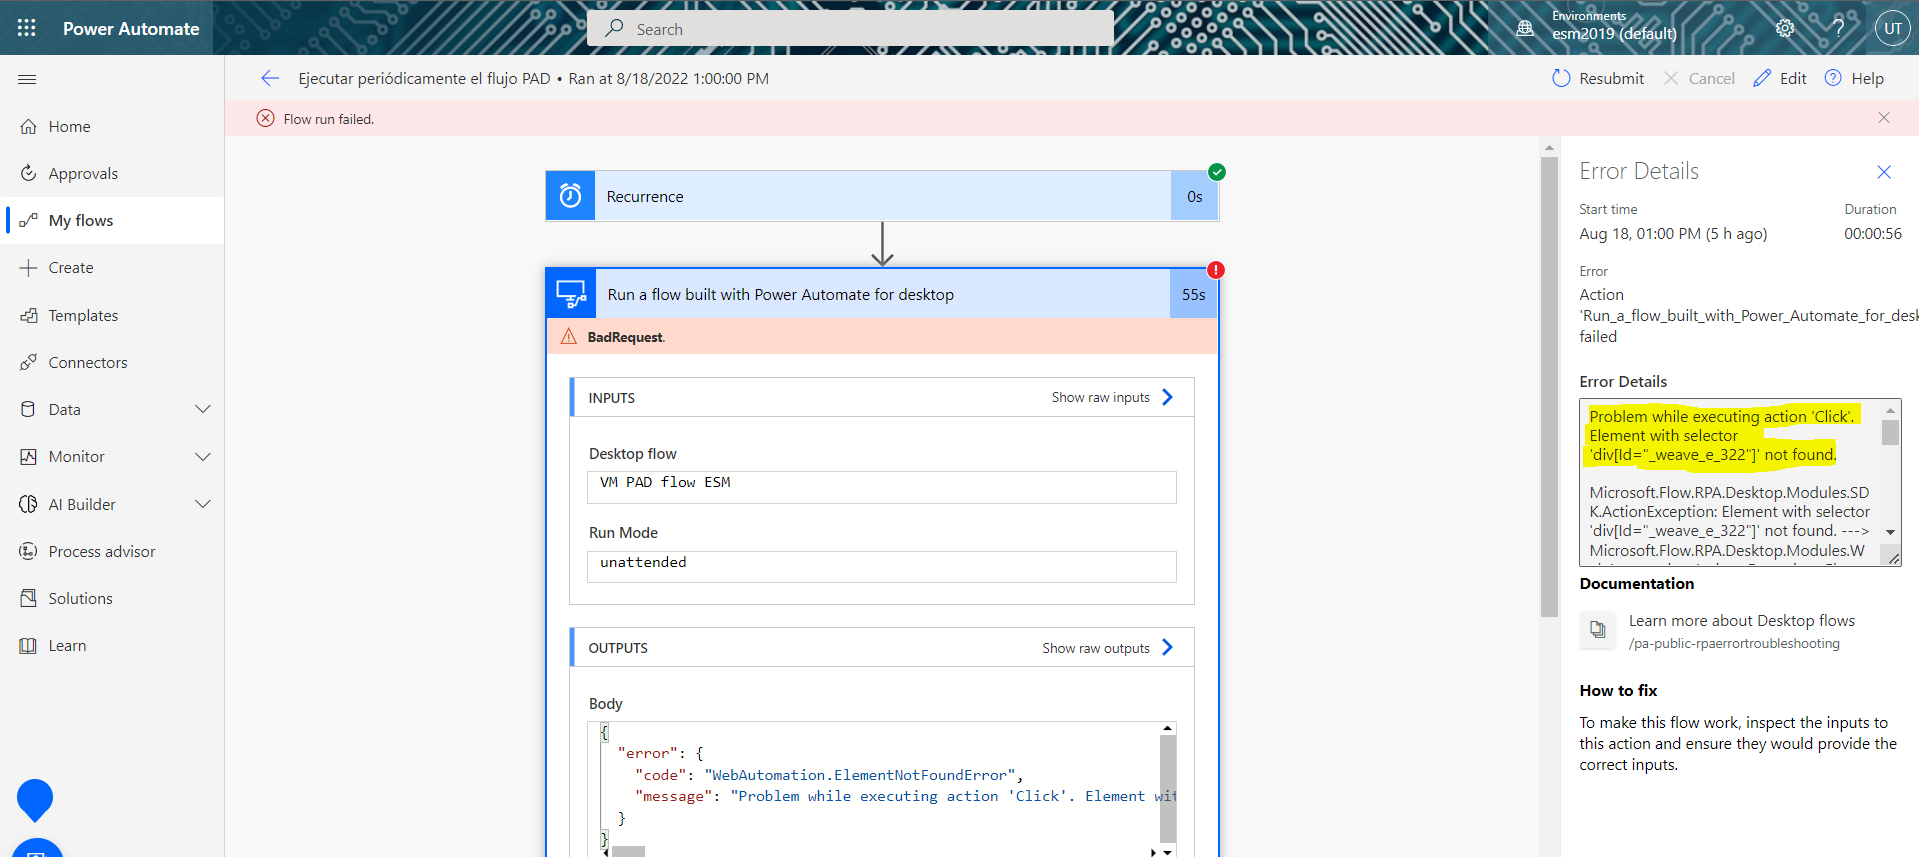 Power Automate
Search
Environments
esm2019 (default)
UT
Ejecutar periódicamente el flujo PAD • Ran at 8/18/2022 1:00:00 PM
Resubmit
Cancel
Edit
Help
Flow run failed.
Home
Approvals
My flows
Create
Templates
Connectors
Data
Monitor
AI Builder
Process advisor
Solutions
Learn
Recurrence
0s
Run a flow built with Power Automate for desktop
55s
BadRequest.
INPUTS
Show raw inputs
Desktop flow
VM PAD flow ESM
Run Mode
unattended
OUTPUTS
Show raw outputs
Body
{
"error": {
"code": "WebAutomation.ElementNotFoundError",
"message": "Problem while executing action 'Click'. Element wit
}
}
Error Details
Start time
Duration
Aug 18, 01:00 PM (5 h ago)
00:00:56
Error
Action
'Run_a_flow_built_with_Power_Automate_for_desk
failed
Error Details
Problem while executing action 'Click'.
Element with selector
'div[Id="_weave_e_322"]' not found.
Microsoft.Flow.RPA.Desktop.Modules.SD
K.ActionException: Element with selector
'div[Id="_weave_e_322"]' not found. --->
Microsoft.Flow.RPA.Desktop.Modules.W
Documentation
Learn more about Desktop flows
/pa-public-rpaerrortroubleshooting
How to fix
To make this flow work, inspect the inputs to
this action and ensure they would provide the
correct inputs.